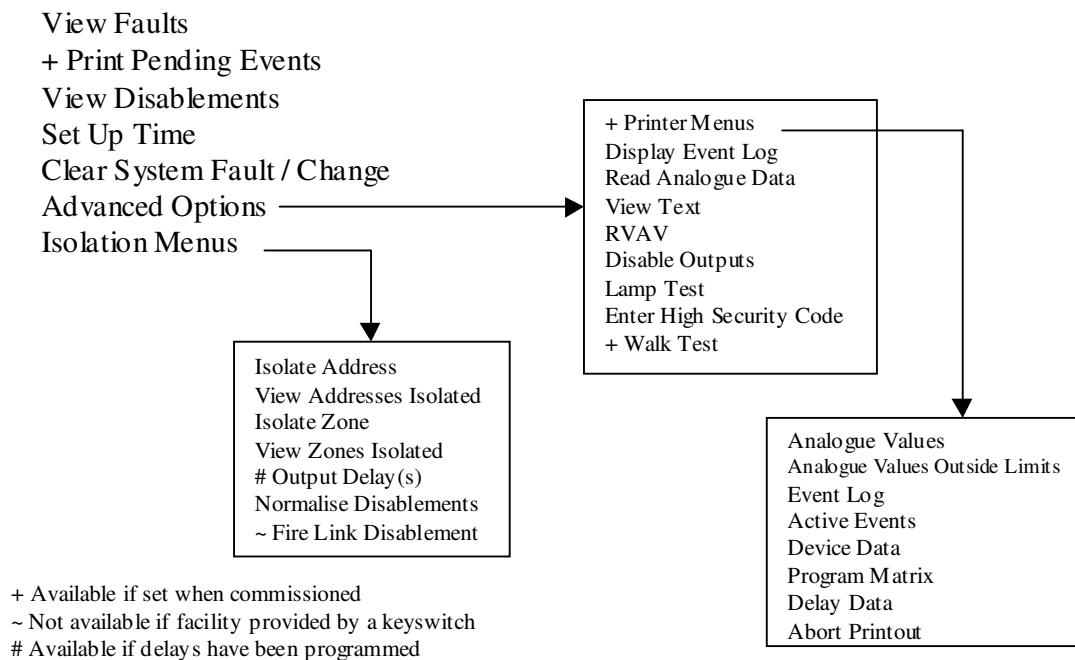 View Faults
+ Print Pending Events
View Disablements
Set Up Time
Clear System Fault / Change
Advanced Options
Isolation Menus
+ Printer Menus
Display Event Log
Read Analogue Data
View Text
RVAV
Disable Outputs
Lamp Test
Enter High Security Code
+ Walk Test
Isolate Address
View Addresses Isolated
Isolate Zone
View Zones Isolated
# Output Delay(s)
Normalise Disablements
~ Fire Link Disablement
Analogue Values
Analogue Values Outside Limits
Event Log
Active Events
Device Data
Program Matrix
Delay Data
Abort Printout
+ Available if set when commissioned
~ Not available if facility provided by a keyswitch
# Available if delays have been programmed